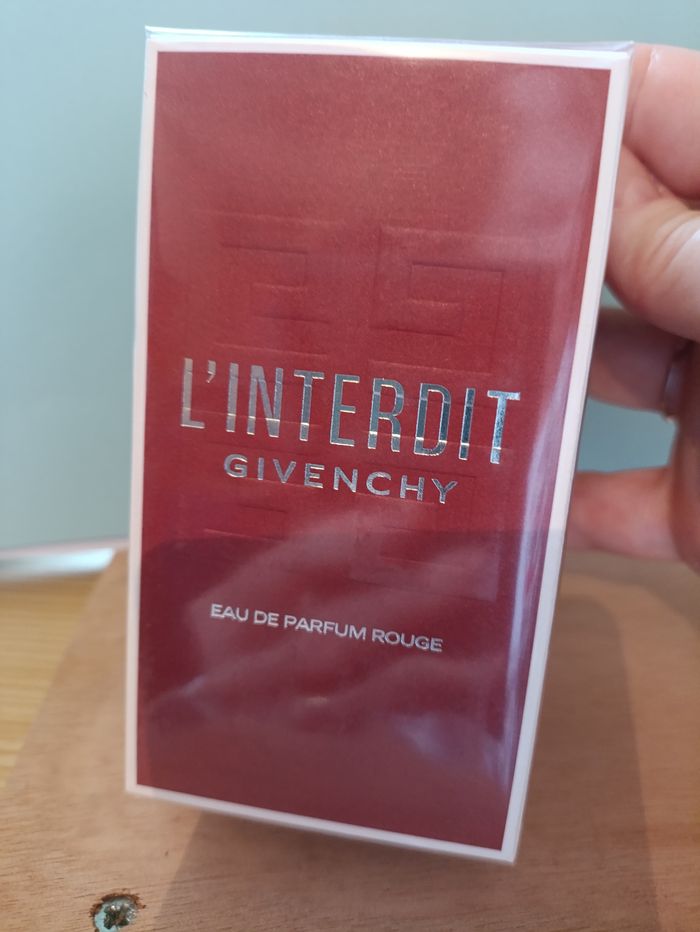 L'INTERDIT
GIVENCHY
EAU DE PARFUM ROUGE